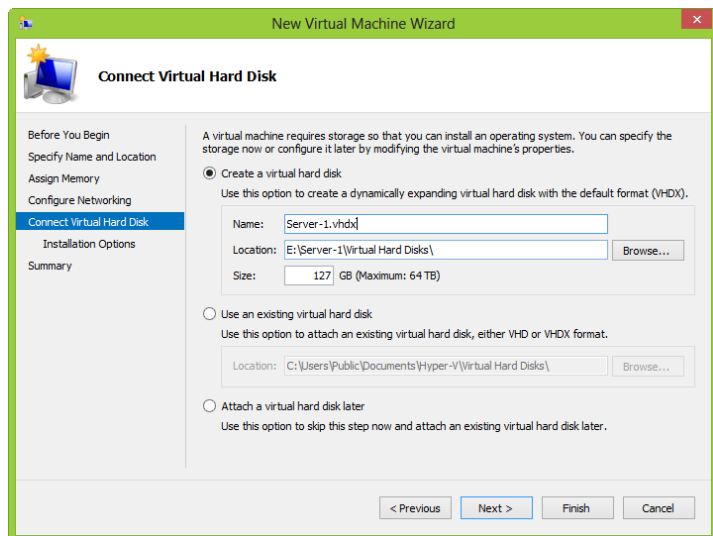 New Virtual Machine Wizard
Connect Virtual Hard Disk
Before You Begin
Specify Name and Location
Assign Memory
Configure Networking
Connect Virtual Hard Disk
Installation Options
Summary
A virtual machine requires storage so that you can install an operating system. You can specify the
storage now or configure it later by modifying the virtual machine's properties.
Create a virtual hard disk
Use this option to create a dynamically expanding virtual hard disk with the default format (VHDX).
Name: Server-1.vhdx
Location: E:\Server-1\Virtual Hard Disks\ Browse...
Size: 127 GB (Maximum: 64 TB)
Use an existing virtual hard disk
Use this option to attach an existing virtual hard disk, either VHD or VHDX format.
Location: C:\Users\Public\Documents\Hyper-V\Virtual Hard Disks\ Browse...
Attach a virtual hard disk later
Use this option to skip this step now and attach an existing virtual hard disk later.
< Previous Next > Finish Cancel